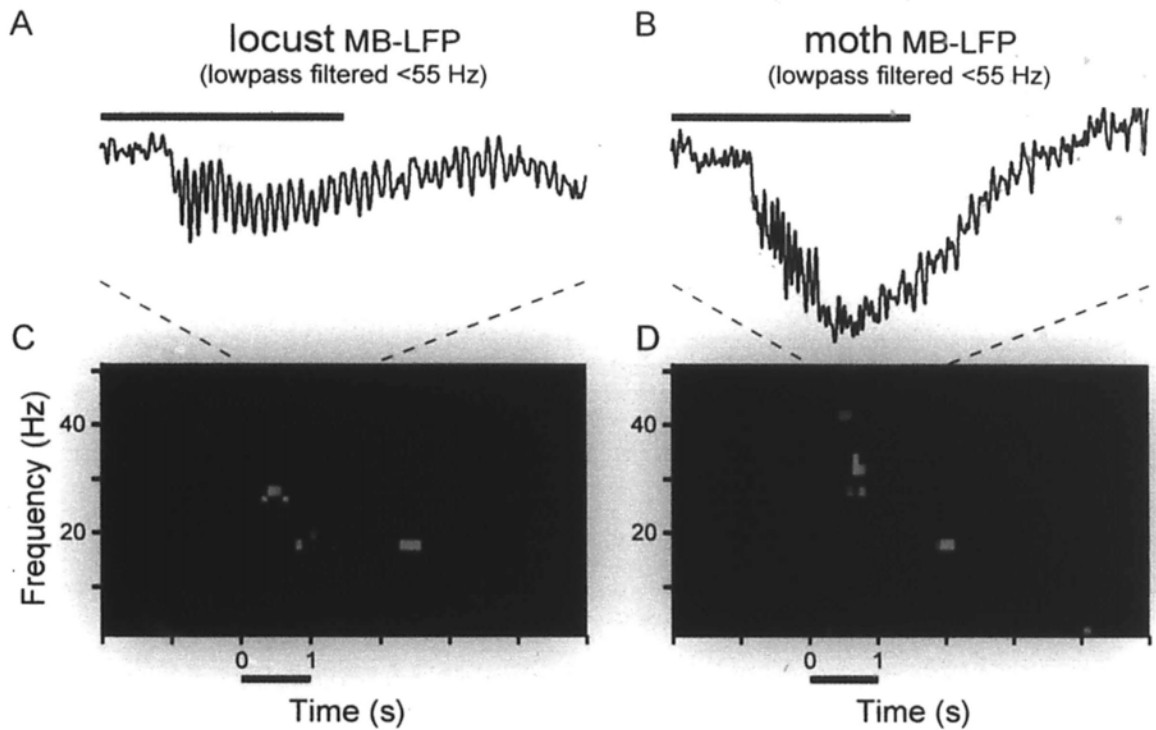 A
locust MB-LFP
(lowpass filtered <55 Hz)
B
moth MB-LFP
(lowpass filtered <55 Hz)
C
Frequency (Hz)
40
20
0 1
Time (s)
D
40
20
0 1
Time (s)